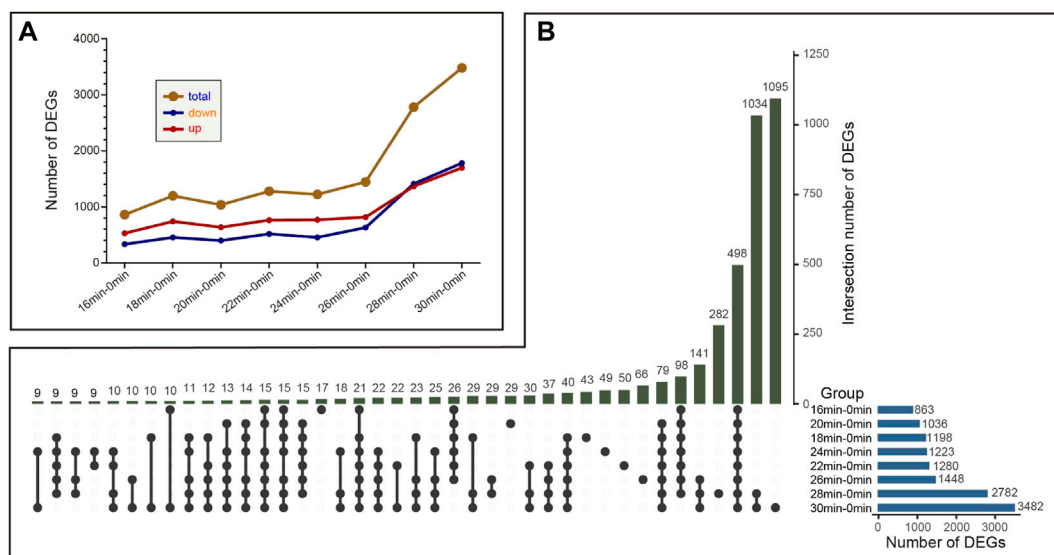 A
B
Number of DEGs
4000
3000
2000
1000
0
total
down
up
16min-0min
18min-0min
20min-0min
22min-0min
24min-0min
26min-0min
28min-0min
30min-0min
1250
1000
750
500
250
0
Intersection number of DEGs
9 9 9 9 10 10 10 10 11 12 13 14 15 15 15 17 18 21 22 22 23 25 26 29 29 29 30 37 40 43 49 50 66 79 98 141 282 498 1034 1095
Group
16min-0min 863
20min-0min 1036
18min-0min 1198
24min-0min 1223
22min-0min 1280
26min-0min 1448
28min-0min 2782
30min-0min 3482
0 1000 2000 3000
Number of DEGs